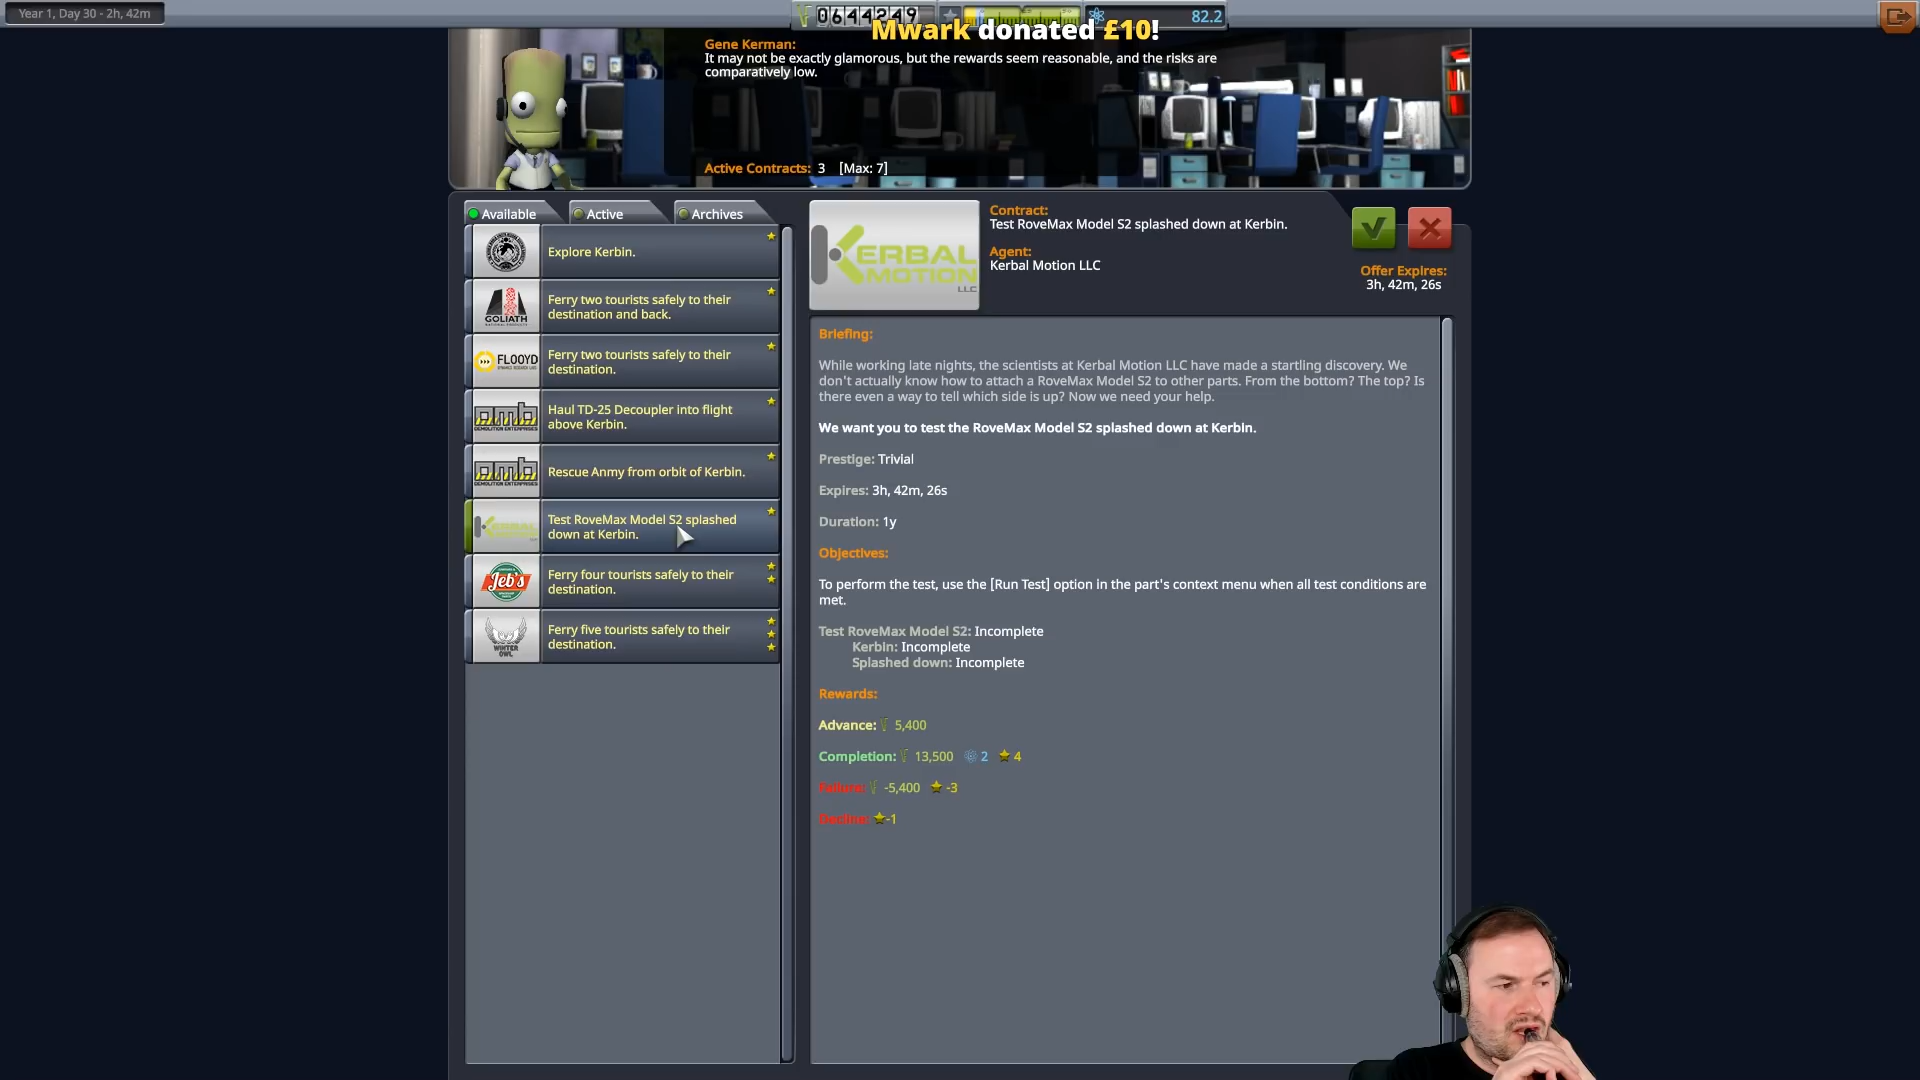 Year 1, Day 30 - 2h, 42m
0644249
82.2
Mwark donated £10!
Gene Kerman:
It may not be exactly glamorous, but the rewards seem reasonable, and the risks are
comparatively low.
Active Contracts: 3 [Max: 7]
Available
Active
Archives
Explore Kerbin.
GOLIATH
Ferry two tourists safely to their
destination and back.
FLOOYD
Ferry two tourists safely to their
destination.
DEMOLITION ENTERPRISES
Haul TD-25 Decoupler into flight
above Kerbin.
DEMOLITION ENTERPRISES
Rescue Anmy from orbit of Kerbin.
Test RoveMax Model S2 splashed
down at Kerbin.
Jeb's
Ferry four tourists safely to their
destination.
WINTER
OWL
Ferry five tourists safely to their
destination.
KERBAL
MOTION
LLC
Contract:
Test RoveMax Model S2 splashed down at Kerbin.
Agent:
Kerbal Motion LLC
Offer Expires:
3h, 42m, 26s
Briefing:
While working late nights, the scientists at Kerbal Motion LLC have made a startling discovery. We
don't actually know how to attach a RoveMax Model S2 to other parts. From the bottom? The top? Is
there even a way to tell which side is up? Now we need your help.
We want you to test the RoveMax Model S2 splashed down at Kerbin.
Prestige: Trivial
Expires: 3h, 42m, 26s
Duration: 1y
Objectives:
To perform the test, use the [Run Test] option in the part's context menu when all test conditions are
met.
Test RoveMax Model S2: Incomplete
Kerbin: Incomplete
Splashed down: Incomplete
Rewards:
Advance: 5,400
Completion: 13,500 2 4
Failure: -5,400 -3
Decline: -1